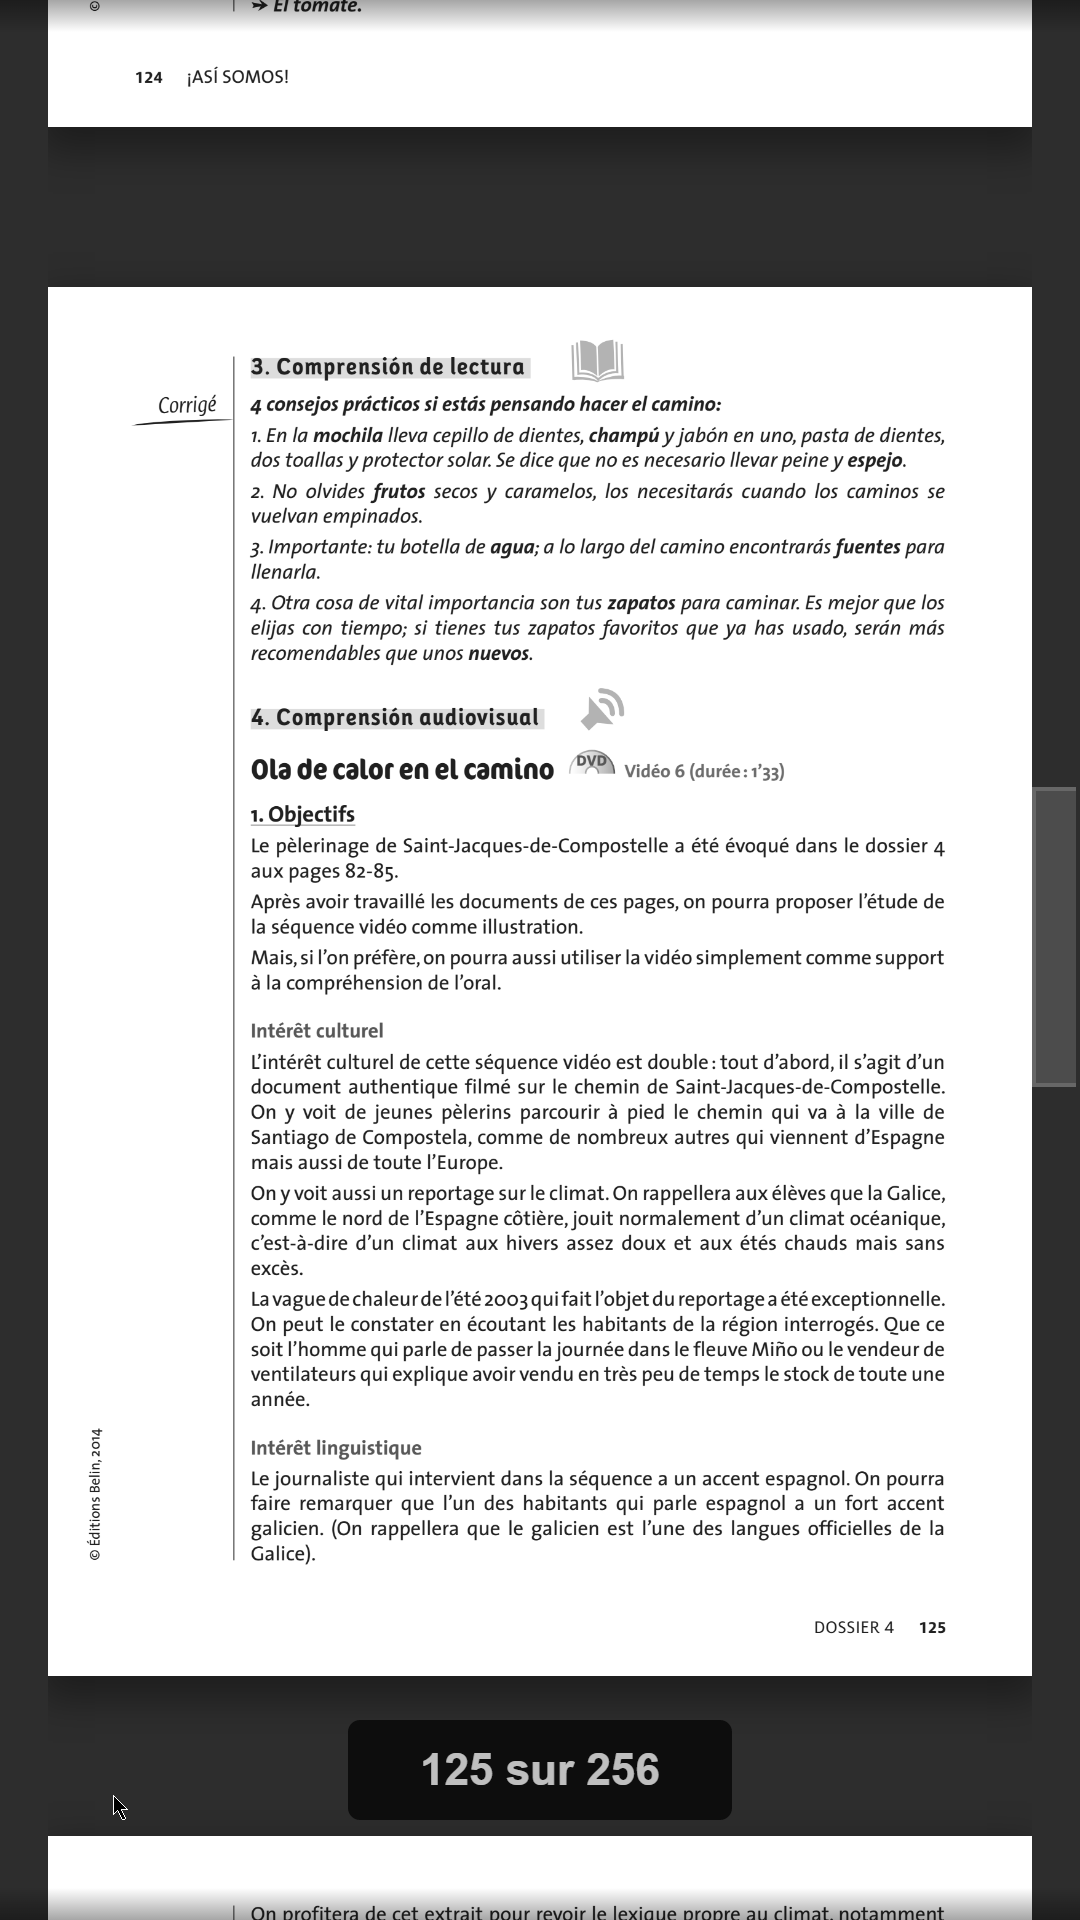 ➔ El tomate.
©
124 ¡ASÍ SOMOS!
3. Comprensión de lectura
Corrigé
4 consejos prácticos si estás pensando hacer el camino:
1. En la mochila lleva cepillo de dientes, champú y jabón en uno, pasta de dientes,
dos toallas y protector solar. Se dice que no es necesario llevar peine y espejo.
2. No olvides frutos secos y caramelos, los necesitarás cuando los caminos se
vuelvan empinados.
3. Importante: tu botella de agua; a lo largo del camino encontrarás fuentes para
llenarla.
4. Otra cosa de vital importancia son tus zapatos para caminar. Es mejor que los
elijas con tiempo; si tienes tus zapatos favoritos que ya has usado, serán más
recomendables que unos nuevos.
4. Comprensión audiovisual
Ola de calor en el camino DVD Vidéo 6 (durée : 1’33)
1. Objectifs
Le pèlerinage de Saint-Jacques-de-Compostelle a été évoqué dans le dossier 4
aux pages 82-85.
Après avoir travaillé les documents de ces pages, on pourra proposer l’étude de
la séquence vidéo comme illustration.
Mais, si l’on préfère, on pourra aussi utiliser la vidéo simplement comme support
à la compréhension de l’oral.
Intérêt culturel
L’intérêt culturel de cette séquence vidéo est double : tout d’abord, il s’agit d’un
document authentique filmé sur le chemin de Saint-Jacques-de-Compostelle.
On y voit de jeunes pèlerins parcourir à pied le chemin qui va à la ville de
Santiago de Compostela, comme de nombreux autres qui viennent d’Espagne
mais aussi de toute l’Europe.
On y voit aussi un reportage sur le climat. On rappellera aux élèves que la Galice,
comme le nord de l’Espagne côtière, jouit normalement d’un climat océanique,
c’est-à-dire d’un climat aux hivers assez doux et aux étés chauds mais sans
excès.
La vague de chaleur de l’été 2003 qui fait l’objet du reportage a été exceptionnelle.
On peut le constater en écoutant les habitants de la région interrogés. Que ce
soit l’homme qui parle de passer la journée dans le fleuve Miño ou le vendeur de
ventilateurs qui explique avoir vendu en très peu de temps le stock de toute une
année.
Intérêt linguistique
Le journaliste qui intervient dans la séquence a un accent espagnol. On pourra
faire remarquer que l’un des habitants qui parle espagnol a un fort accent
galicien. (On rappellera que le galicien est l’une des langues officielles de la
Galice).
© Éditions Belin, 2014
DOSSIER 4 125
125 sur 256
On profitera de cet extrait pour revoir le lexique propre au climat, notamment